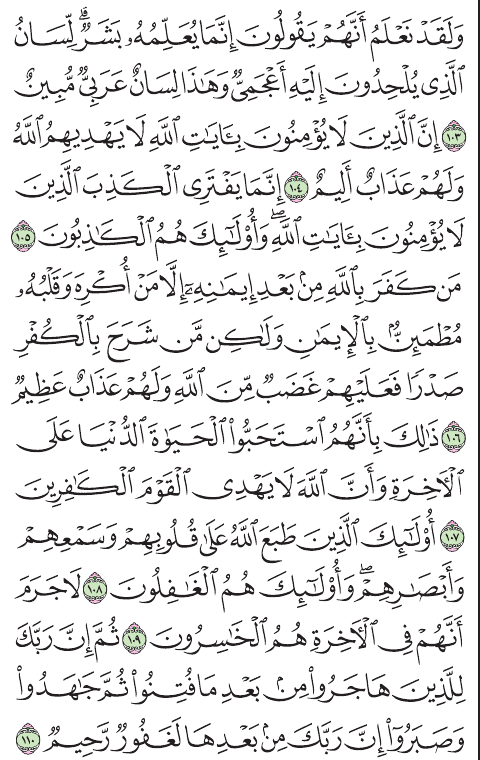 وَلَقَدْ نَعْلَمُ أَنَّهُمْ يَقُولُونَ إِنَّمَا يُعَلِّمُهُۥ بَشَرٌۗ لِّسَانُ
ٱلَّذِى يُلْحِدُونَ إِلَيْهِ أَعْجَمِىٌّ وَهَٰذَا لِسَانٌ عَرَبِىٌّ مُّبِينٌ
١٠٣ إِنَّ ٱلَّذِينَ لَا يُؤْمِنُونَ بِـَٔايَٰتِ ٱللَّهِ لَا يَهْدِيهِمُ ٱللَّهُ
وَلَهُمْ عَذَابٌ أَلِيمٌ ١٠٤ إِنَّمَا يَفْتَرِى ٱلْكَذِبَ ٱلَّذِينَ
لَا يُؤْمِنُونَ بِـَٔايَٰتِ ٱللَّهِۖ وَأُوْلَٰٓئِكَ هُمُ ٱلْكَٰذِبُونَ ١٠٥
مَن كَفَرَ بِٱللَّهِ مِنۢ بَعْدِ إِيمَٰنِهِۦٓ إِلَّا مَنْ أُكْرِهَ وَقَلْبُهُۥ
مُطْمَئِنٌّۢ بِٱلْإِيمَٰنِ وَلَٰكِن مَّن شَرَحَ بِٱلْكُفْرِ
صَدْرًا فَعَلَيْهِمْ غَضَبٌ مِّنَ ٱللَّهِ وَلَهُمْ عَذَابٌ عَظِيمٌ
١٠٦ ذَٰلِكَ بِأَنَّهُمُ ٱسْتَحَبُّوا۟ ٱلْحَيَوٰةَ ٱلدُّنْيَا عَلَى
ٱلْـَٔاخِرَةِ وَأَنَّ ٱللَّهَ لَا يَهْدِى ٱلْقَوْمَ ٱلْكَٰفِرِينَ
١٠٧ أُوْلَٰٓئِكَ ٱلَّذِينَ طَبَعَ ٱللَّهُ عَلَىٰ قُلُوبِهِمْ وَسَمْعِهِمْ
وَأَبْصَٰرِهِمْۖ وَأُوْلَٰٓئِكَ هُمُ ٱلْغَٰفِلُونَ ١٠٨ لَا جَرَمَ
أَنَّهُمْ فِى ٱلْـَٔاخِرَةِ هُمُ ٱلْخَٰسِرُونَ ١٠٩ ثُمَّ إِنَّ رَبَّكَ
لِلَّذِينَ هَاجَرُوا۟ مِنۢ بَعْدِ مَا فُتِنُوا۟ ثُمَّ جَٰهَدُوا۟
وَصَبَرُوٓا۟ إِنَّ رَبَّكَ مِنۢ بَعْدِهَا لَغَفُورٌ رَّحِيمٌ ١١٠